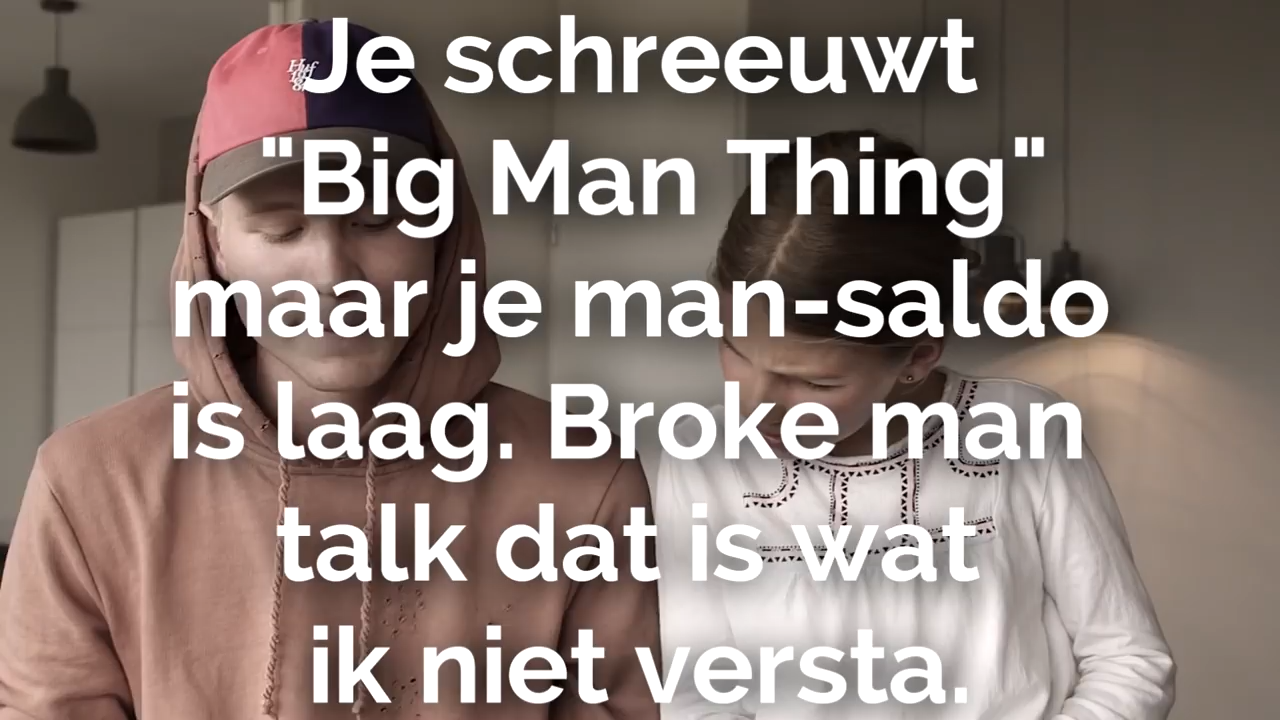 Je schreeuwt
"Big Man Thing"
maar je man-saldo
is laag. Broke man
talk dat is wat
ik niet versta.